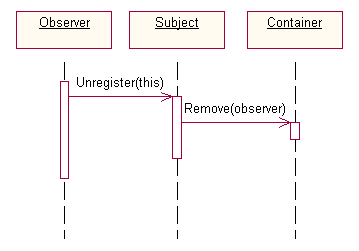 Observer
Subject
Container
Unregister(this)
Remove(observer)